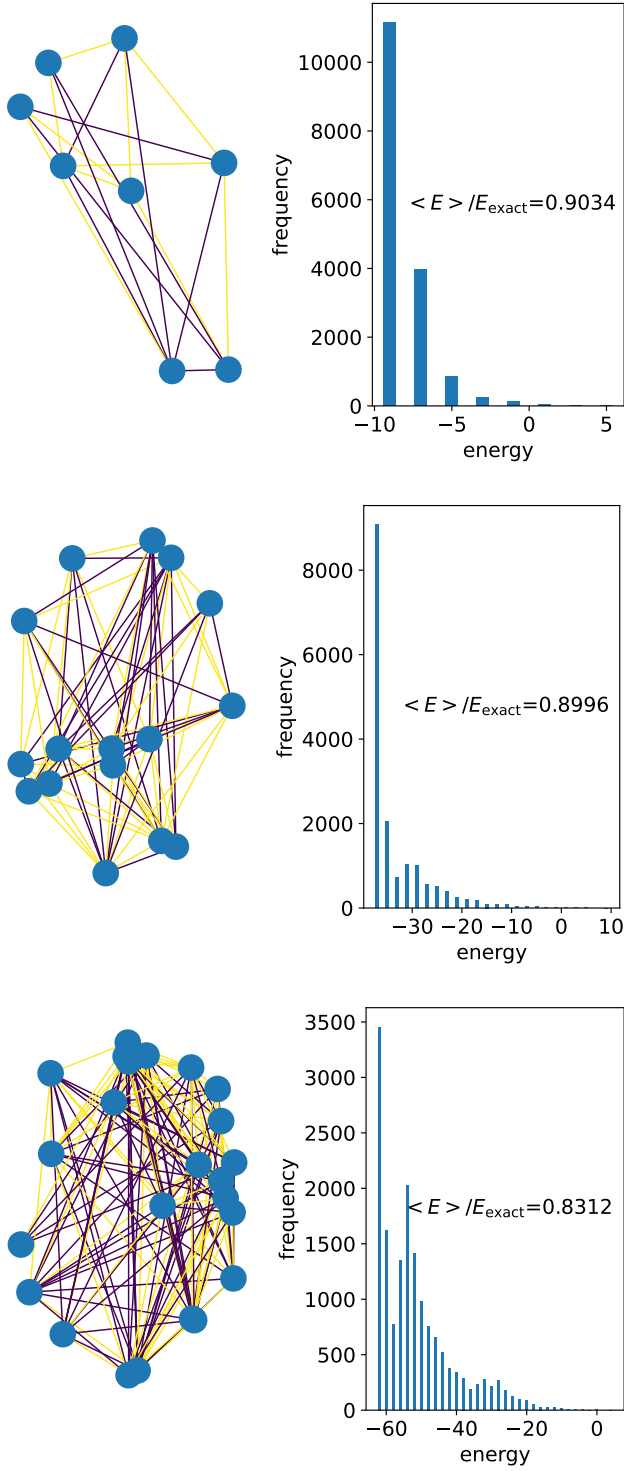 10000
8000
6000
4000
2000
0
frequency
< E > /E_exact=0.9034
−10 −5 0 5
energy
8000
6000
4000
2000
0
frequency
< E > /E_exact=0.8996
−30 −20 −10 0 10
energy
3500
3000
2500
2000
1500
1000
500
0
frequency
< E > /E_exact=0.8312
−60 −40 −20 0
energy